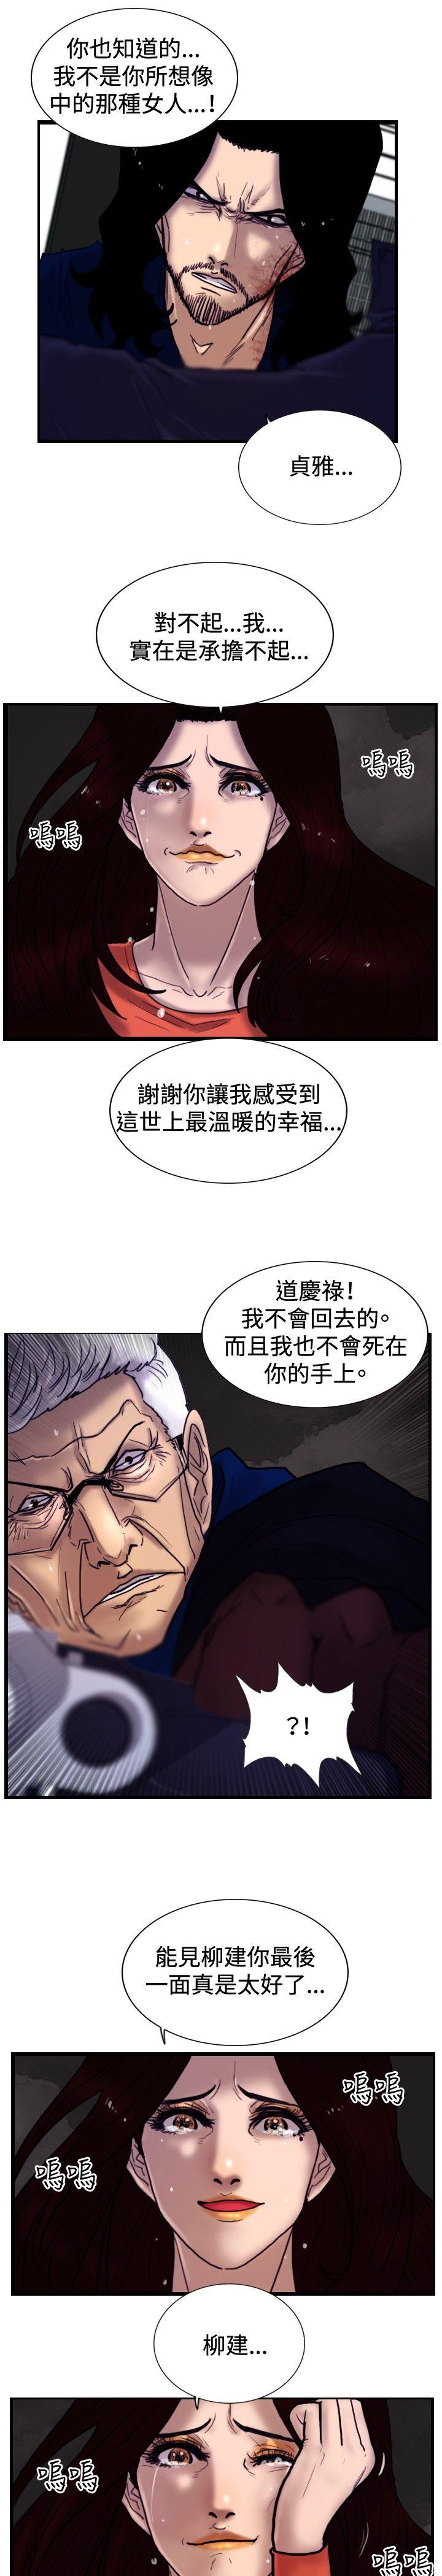 你也知道的...
我不是你所想像
中的那種女人...!
貞雅...
對不起...我...
實在是承擔不起...
嗚嗚
嗚嗚
謝謝你讓我感受到
這世上最溫暖的幸福...
道慶祿!
我不會回去的。
而且我也不會死在
你的手上。
?!
能見柳建你最後
一面真是太好了...
嗚嗚
嗚嗚
柳建...
嗚嗚
嗚嗚